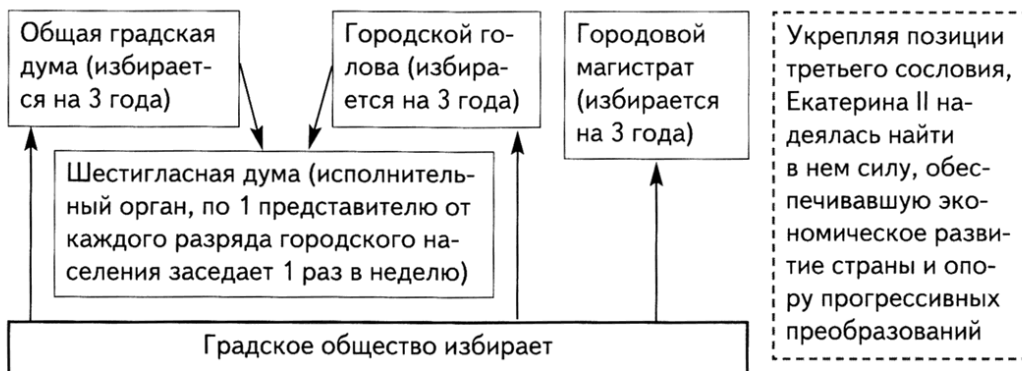 Общая градская
дума (избирает-
ся на 3 года)
Городской го-
лова (избира-
ется на 3 года)
Городовой
магистрат
(избирается
на 3 года)
Шестигласная дума (исполнитель-
ный орган, по 1 представителю от
каждого разряда городского на-
селения заседает 1 раз в неделю)
Градское общество избирает
Укрепляя позиции
третьего сословия,
Екатерина II на-
деялась найти
в нем силу, обес-
печивавшую эко-
номическое разви-
тие страны и опо-
ру прогрессивных
преобразований